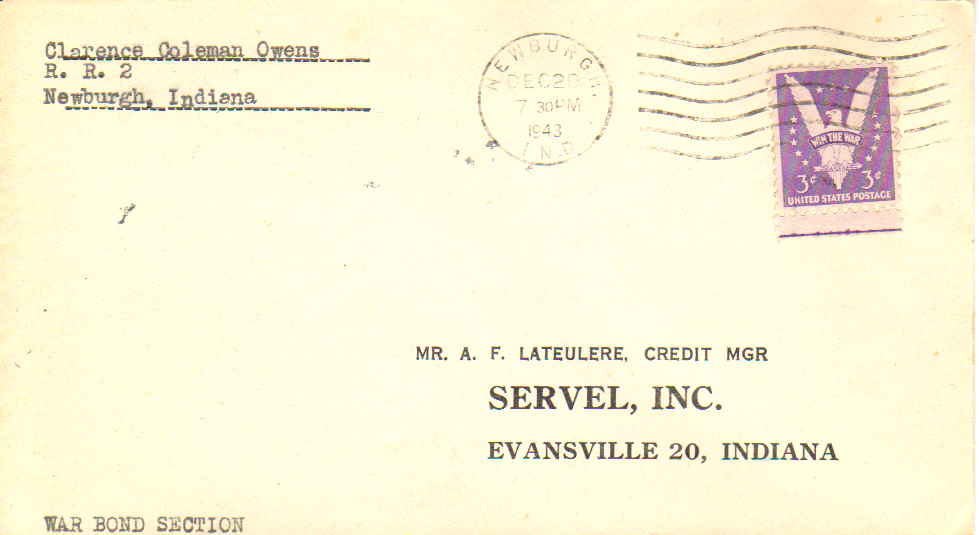 Clarence Coleman Owens
R. R. 2
Newburgh, Indiana
NEWBURGH,
DEC 28
7 30 PM
1943
IND.
WIN THE WAR
3¢ 3¢
UNITED STATES POSTAGE
MR. A. F. LATEULERE, CREDIT MGR
SERVEL, INC.
EVANSVILLE 20, INDIANA
WAR BOND SECTION